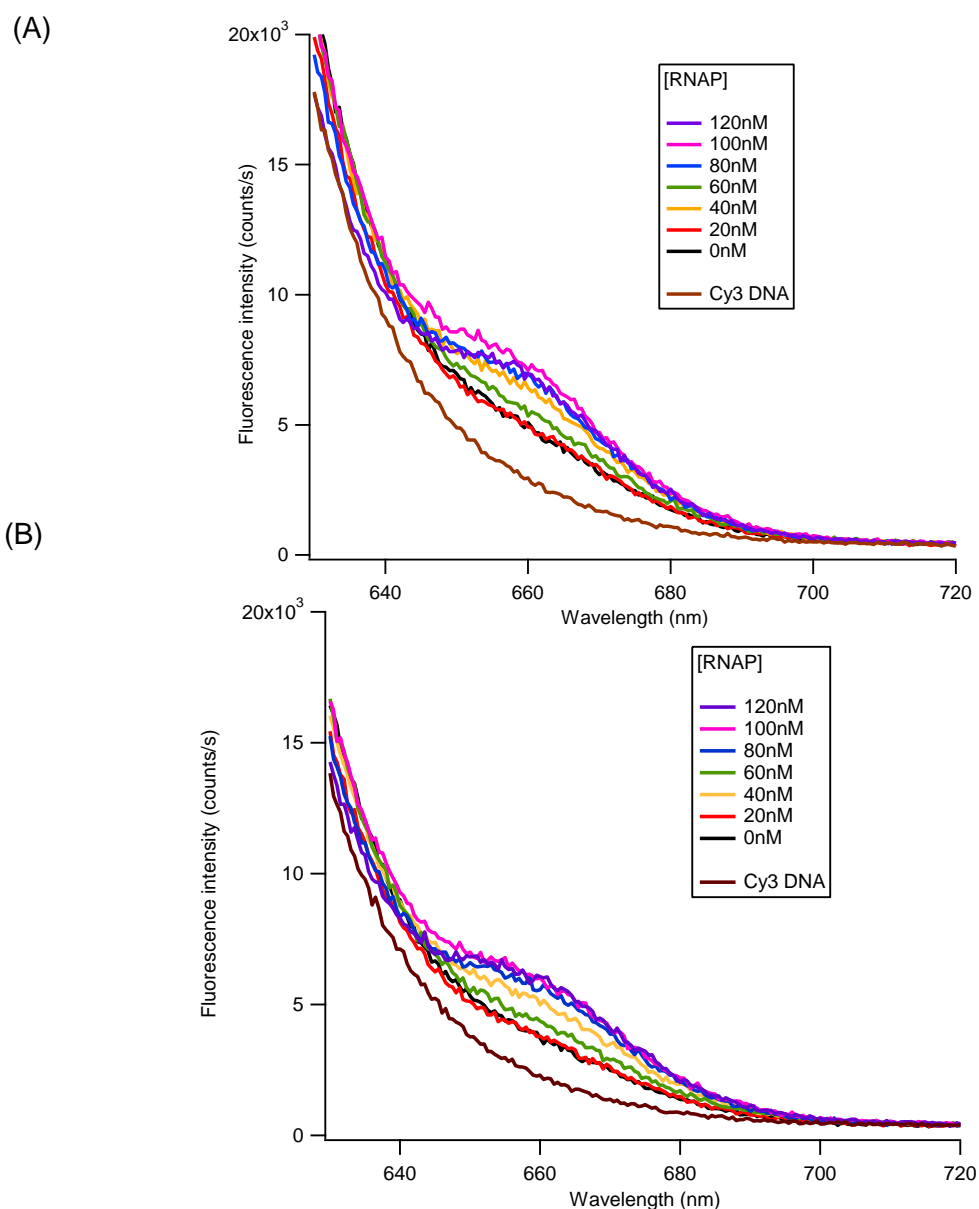 (A)
20x10³
15
10
5
0
Fluorescence intensity (counts/s)
640
660
680
700
720
Wavelength (nm)
[RNAP]
120nM
100nM
80nM
60nM
40nM
20nM
0nM
Cy3 DNA
(B)
20x10³
15
10
5
0
Fluorescence intensity (counts/s)
640
660
680
700
720
Wavelength (nm)
[RNAP]
120nM
100nM
80nM
60nM
40nM
20nM
0nM
Cy3 DNA